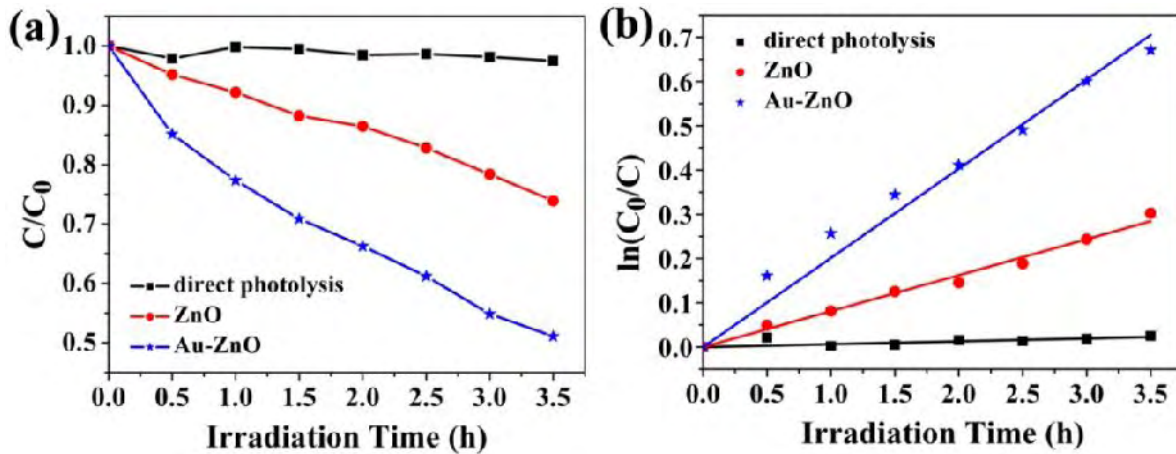 (a)
1.0
0.9
0.8
0.7
0.6
0.5
C/C0
direct photolysis
ZnO
Au-ZnO
0.0 0.5 1.0 1.5 2.0 2.5 3.0 3.5
Irradiation Time (h)
(b)
0.7
0.6
0.5
0.4
0.3
0.2
0.1
0.0
ln(C0/C)
direct photolysis
ZnO
Au-ZnO
0.0 0.5 1.0 1.5 2.0 2.5 3.0 3.5
Irradiation Time (h)